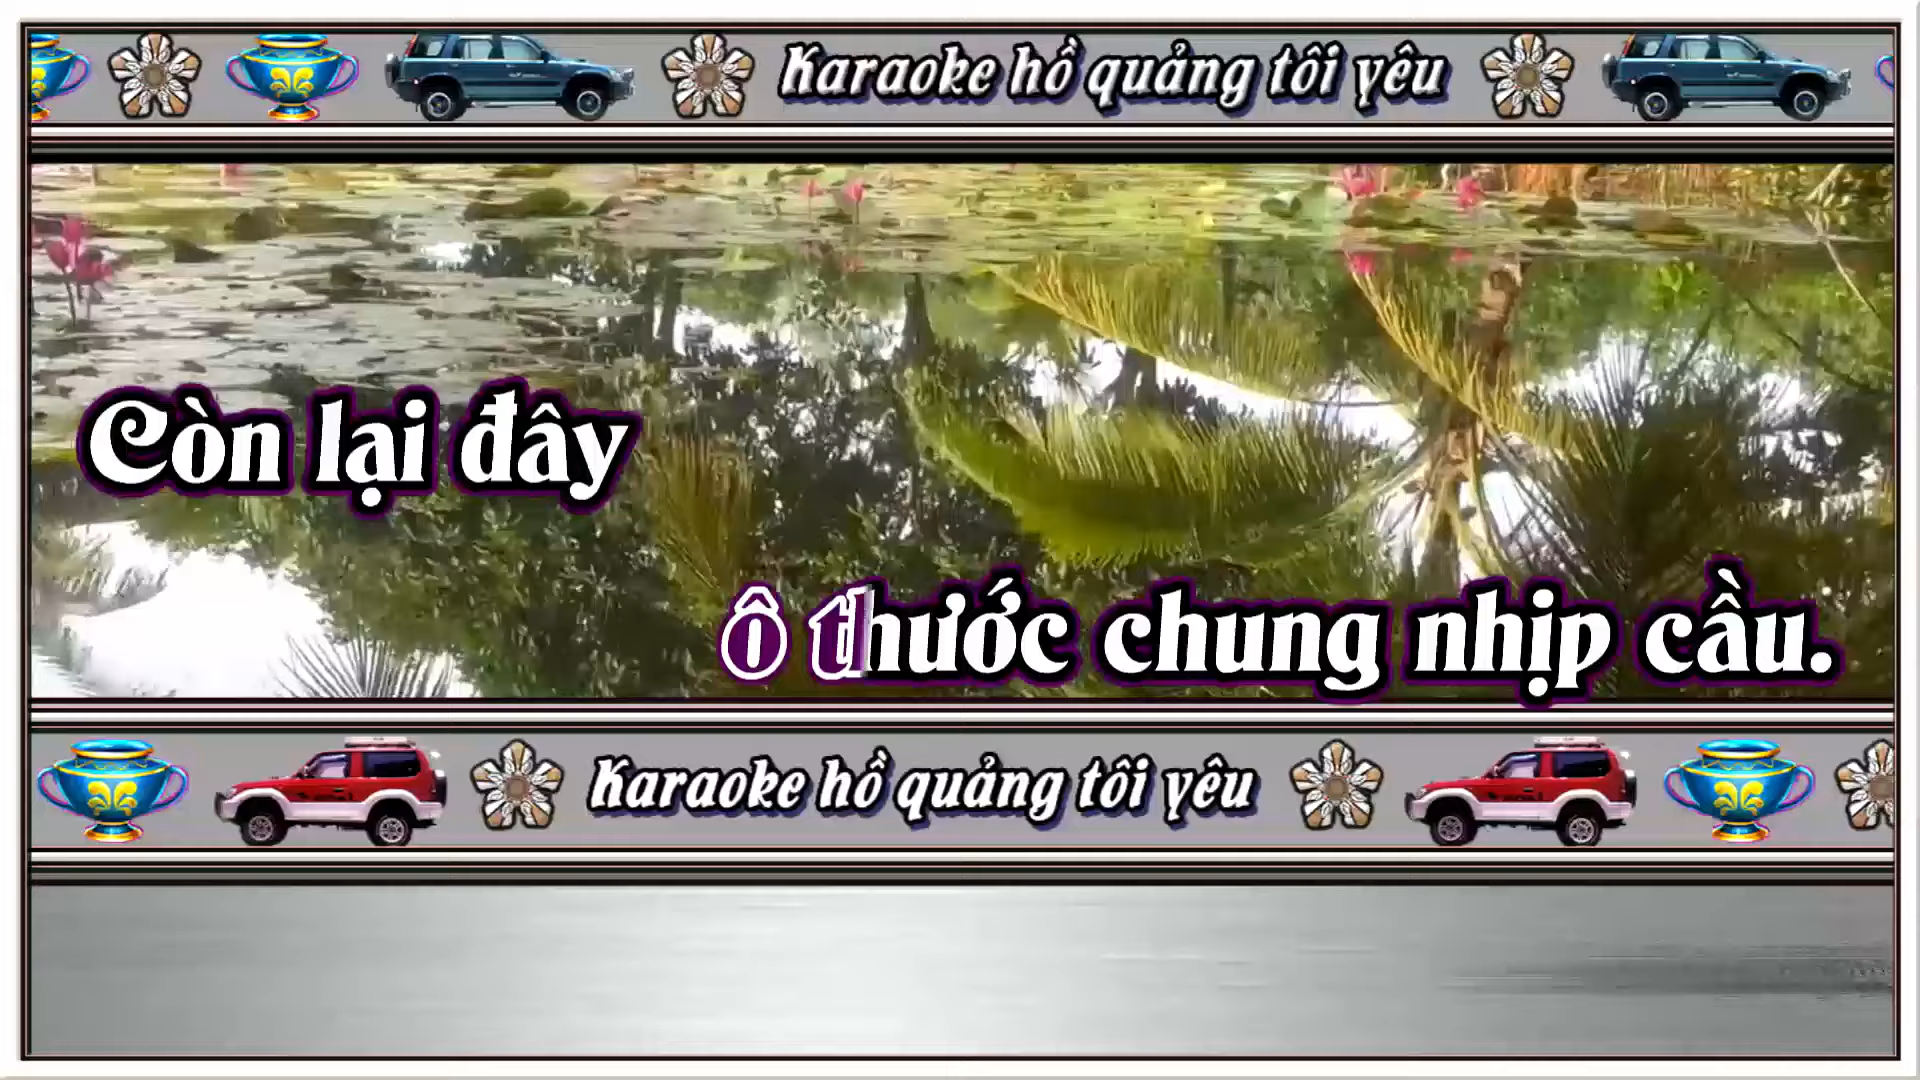 Karaoke hồ quảng tôi yêu
Còn lại đây
Ô thước chung nhịp cầu.
Karaoke hồ quảng tôi yêu